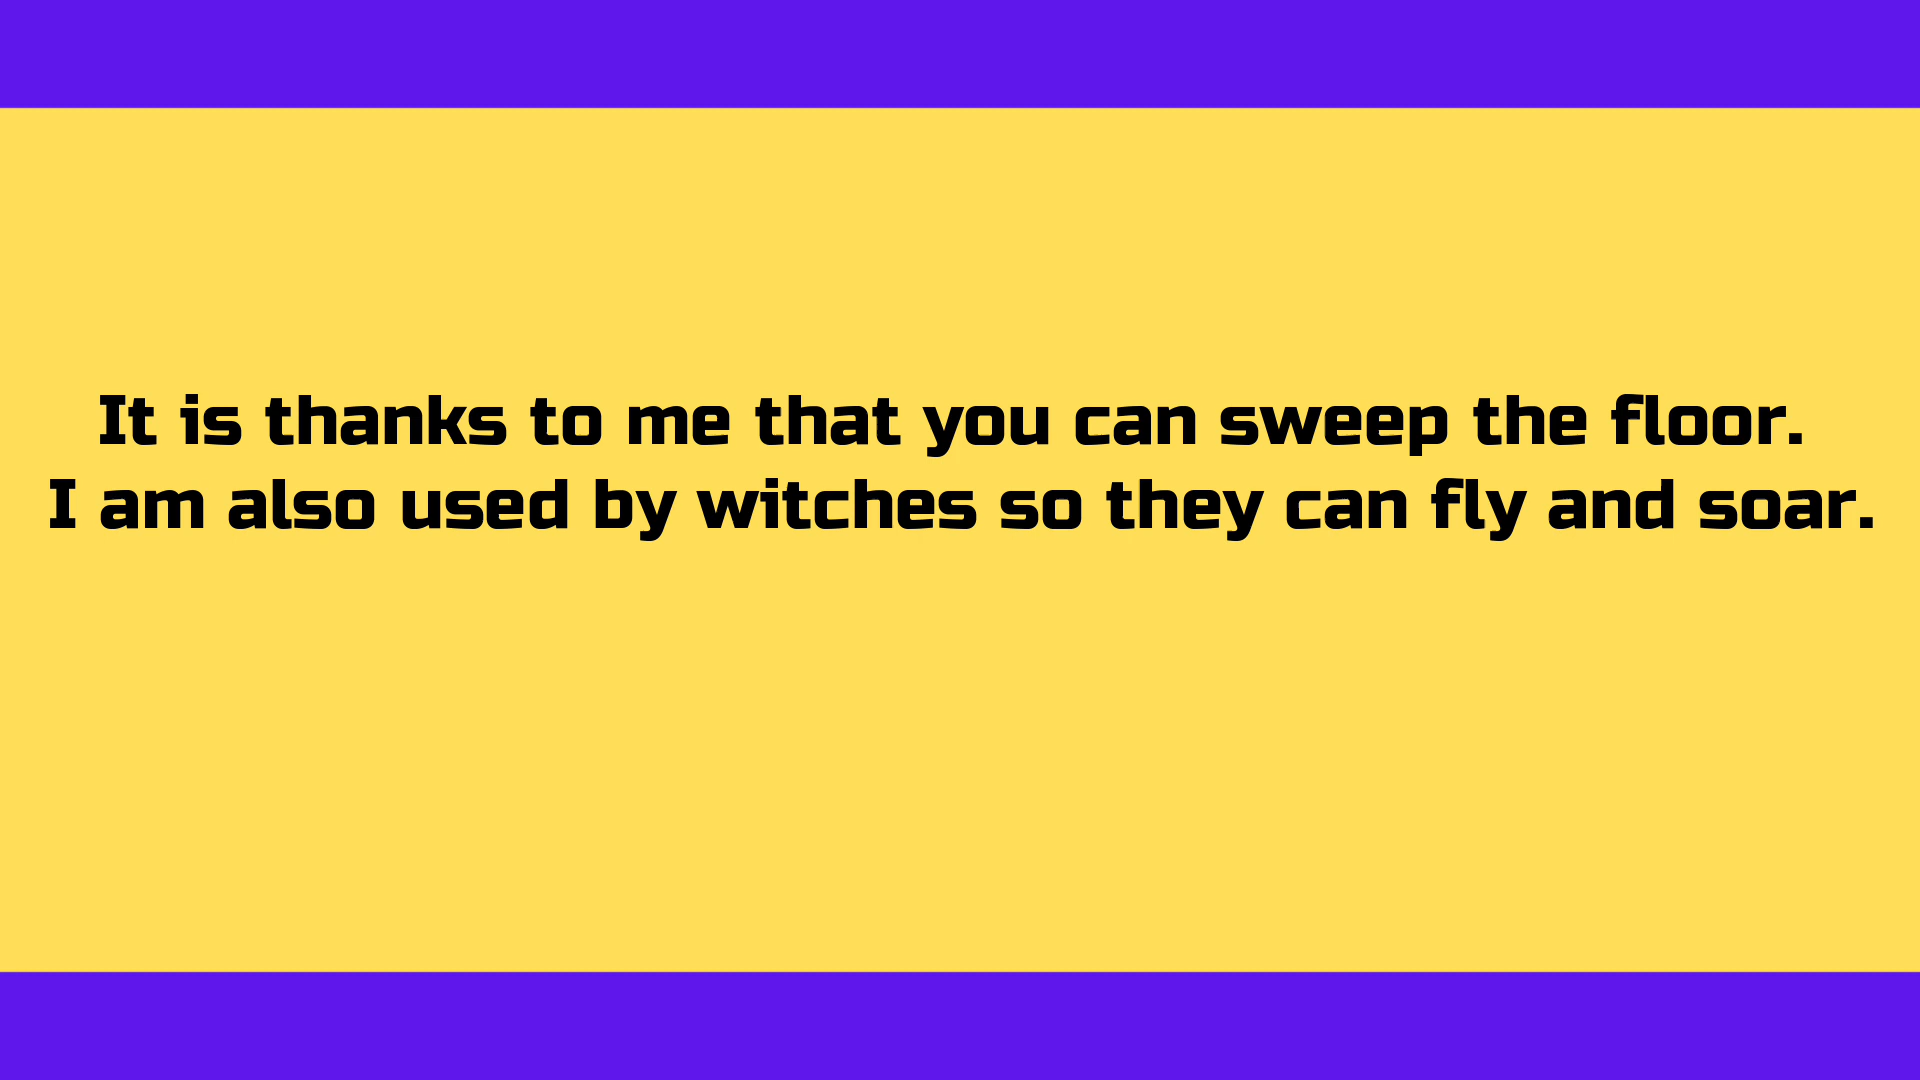 It is thanks to me that you can sweep the floor.
I am also used by witches so they can fly and soar.